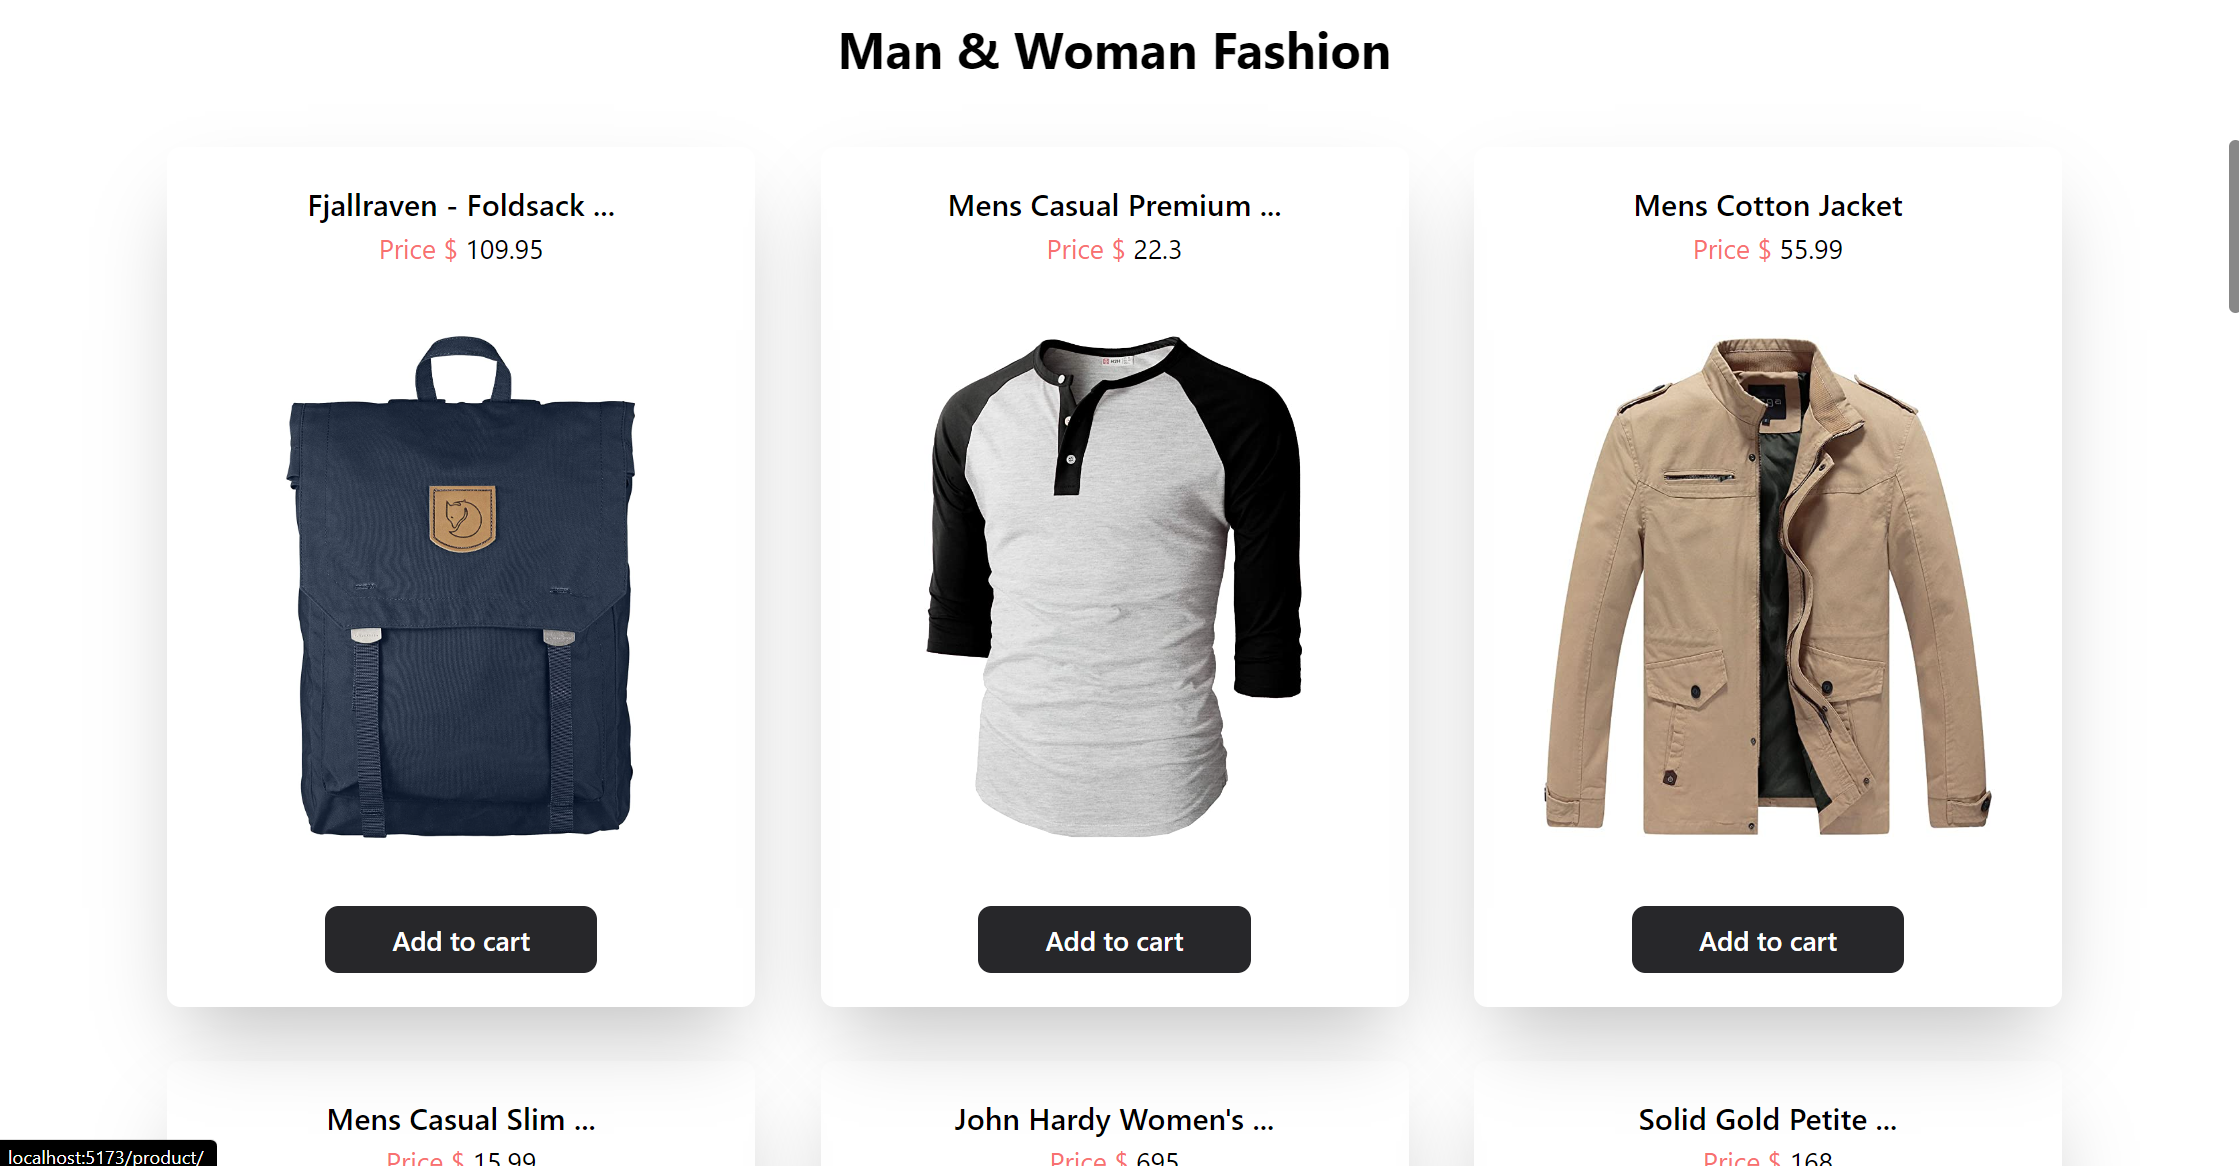 Man & Woman Fashion
Fjallraven - Foldsack ...
Price $ 109.95
Mens Casual Premium ...
Price $ 22.3
Mens Cotton Jacket
Price $ 55.99
Add to cart
Add to cart
Add to cart
Mens Casual Slim ...
Price $ 15.99
John Hardy Women's ...
Price $ 695
Solid Gold Petite ...
Price $ 168
localhost:5173/product/